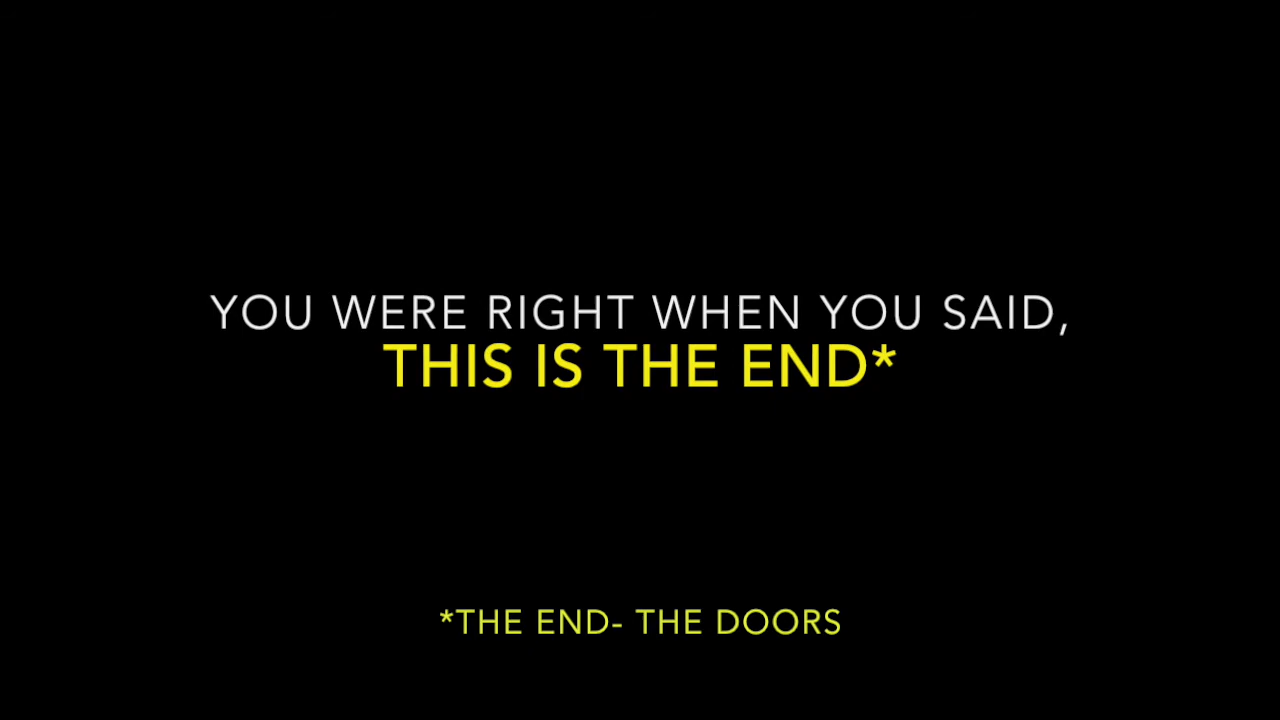 YOU WERE RIGHT WHEN YOU SAID,
THIS IS THE END*
*THE END- THE DOORS